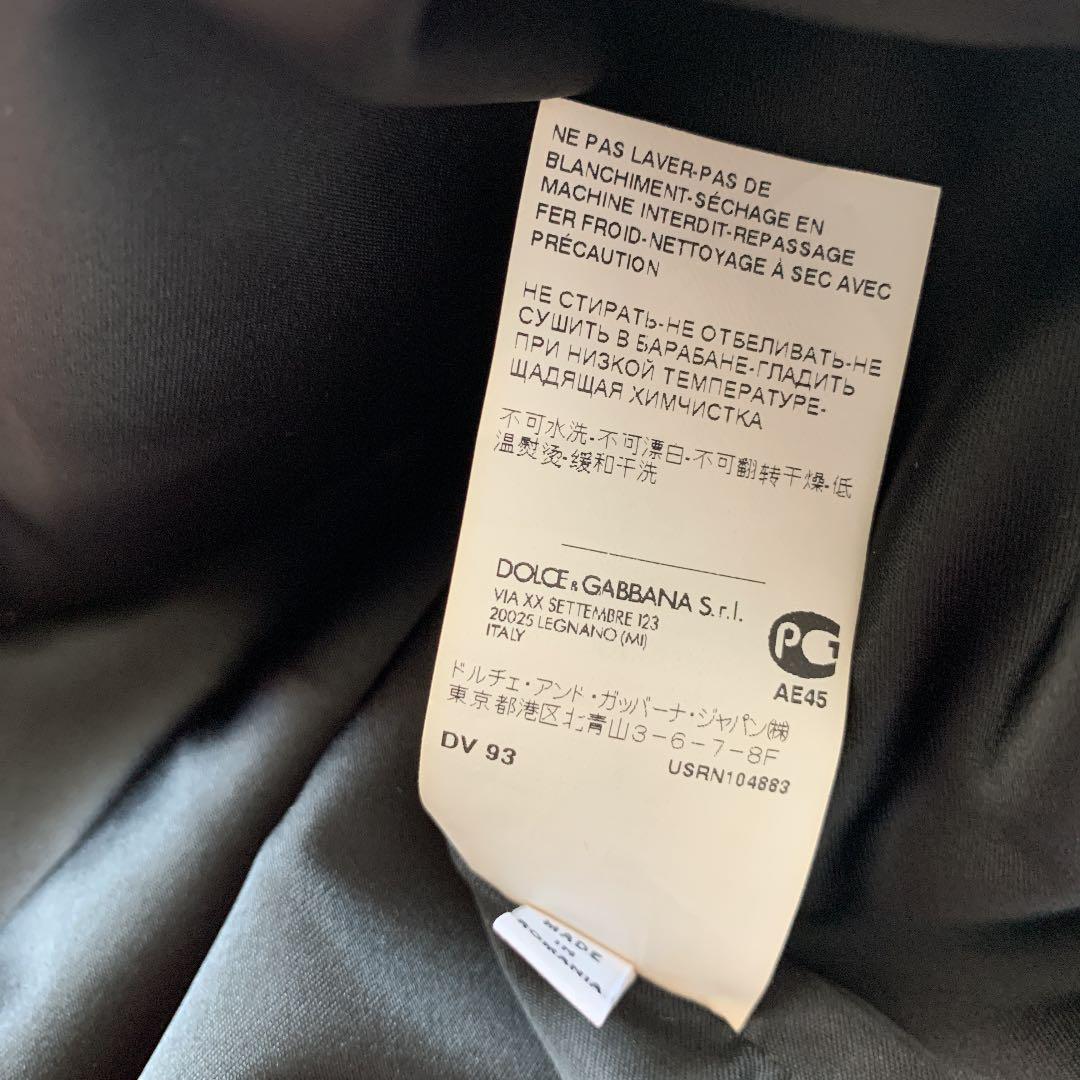 NE PAS LAVER-PAS DE
BLANCHIMENT-SÉCHAGE EN
MACHINE INTERDIT-REPASSAGE
FER FROID-NETTOYAGE À SEC AVEC
PRÉCAUTION
НЕ СТИРАТЬ-НЕ ОТБЕЛИВАТЬ-НЕ
СУШИТЬ В БАРАБАНЕ-ГЛАДИТЬ
ПРИ НИЗКОЙ ТЕМПЕРАТУРЕ-
ЩАДЯЩАЯ ХИМЧИСТКА
不可水洗-不可漂白-不可翻转干燥-低
温熨烫-缓和干洗
DOLCE & GABBANA S.r.l.
VIA XX SETTEMBRE 123
20025 LEGNANO (MI)
ITALY
PG
AE45
ドルチェ・アンド・ガッバーナ・ジャパン㈱
東京都港区北青山3-6-7-8F
DV 93
USRN104883
MADE
IN
ROMANIA